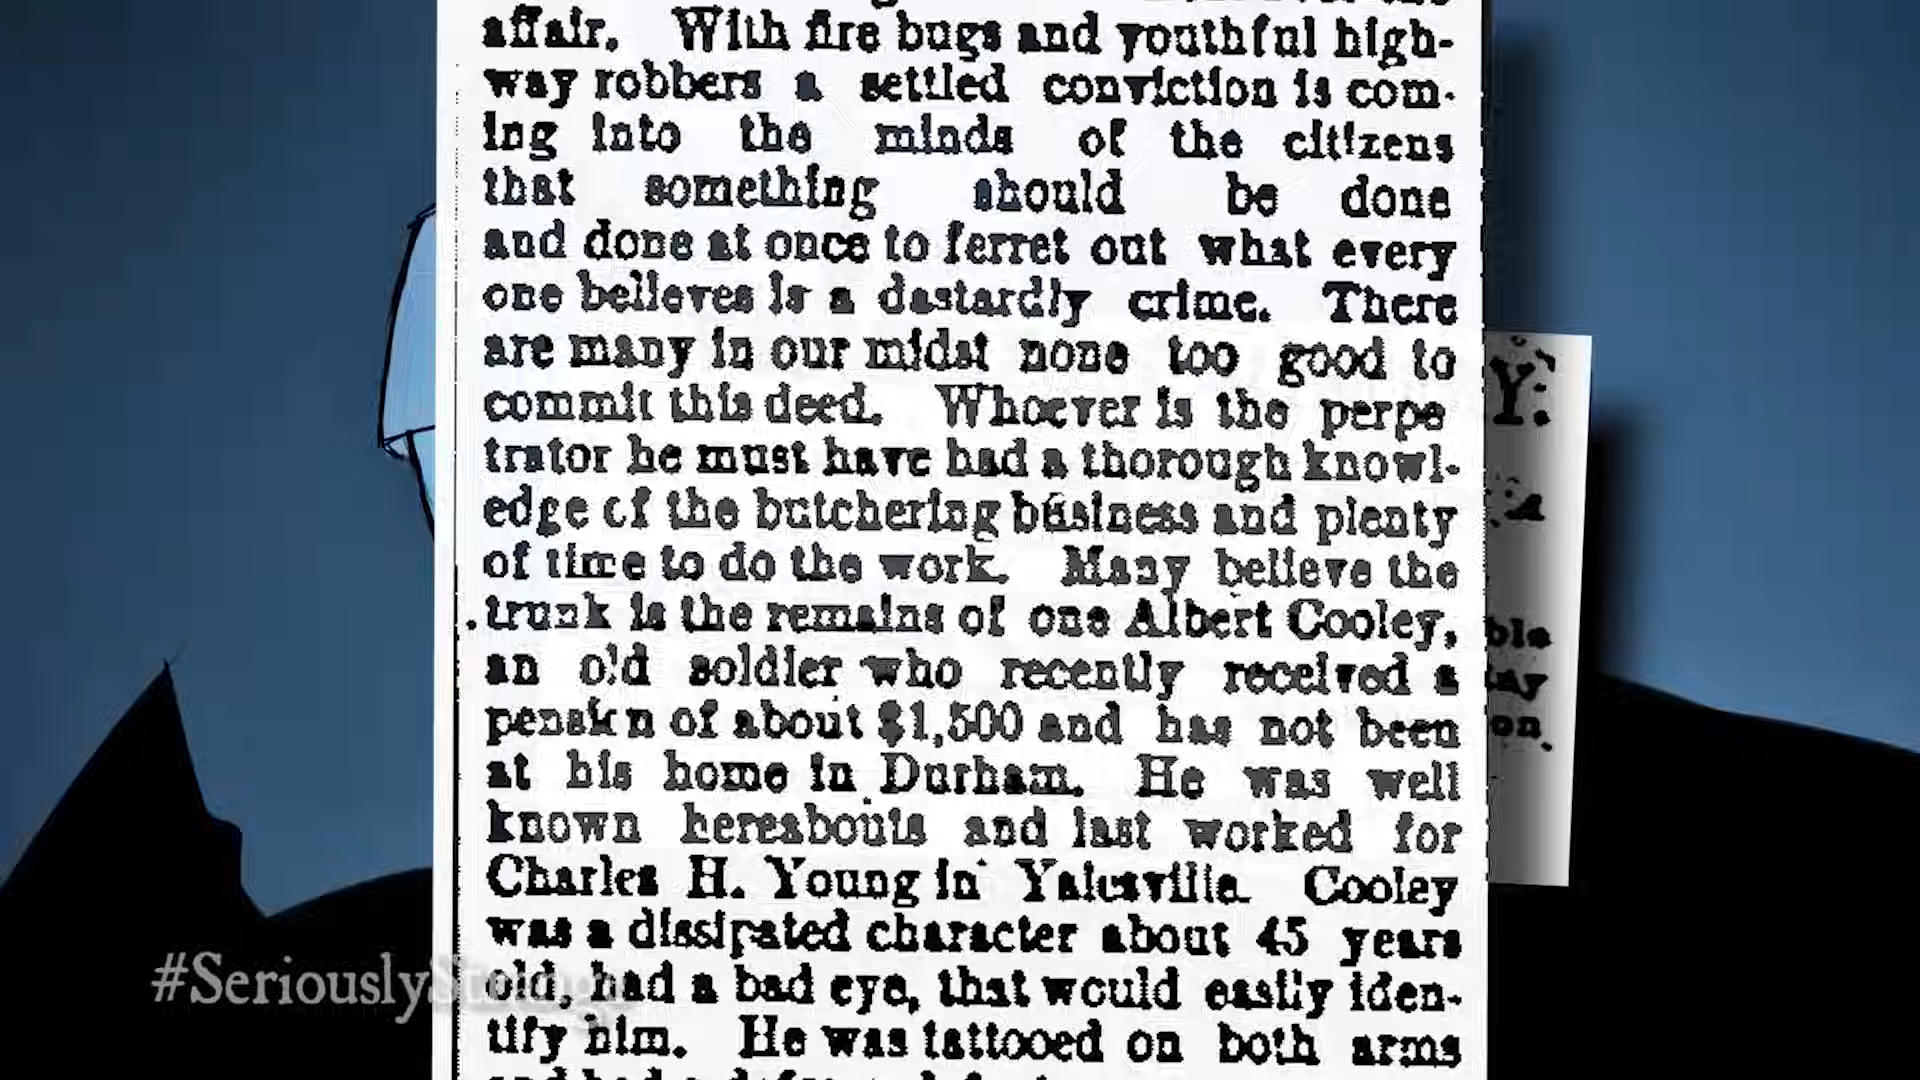 affair. With fire bugs and youthful high-
way robbers a settled conviction is com-
ing into the minds of the citizens
that something should be done
and done at once to ferret out what every
one believes is a dastardly crime. There
are many in our midst none too good to
commit this deed. Whoever is the perpe
trator he must have had a thorough knowl-
edge of the butchering business and plenty
of time to do the work. Many believe the
trunk is the remains of one Albert Cooley,
an old soldier who recently received a
pension of about $1,500 and has not been
at his home in Durham. He was well
known hereabouts and last worked for
Charles H. Young in Yalesville. Cooley
was a dissipated character about 45 years
old, had a bad eye, that would easily iden-
tify him. He was tattooed on both arms
Y:
ble
on.
#SeriouslyStrange